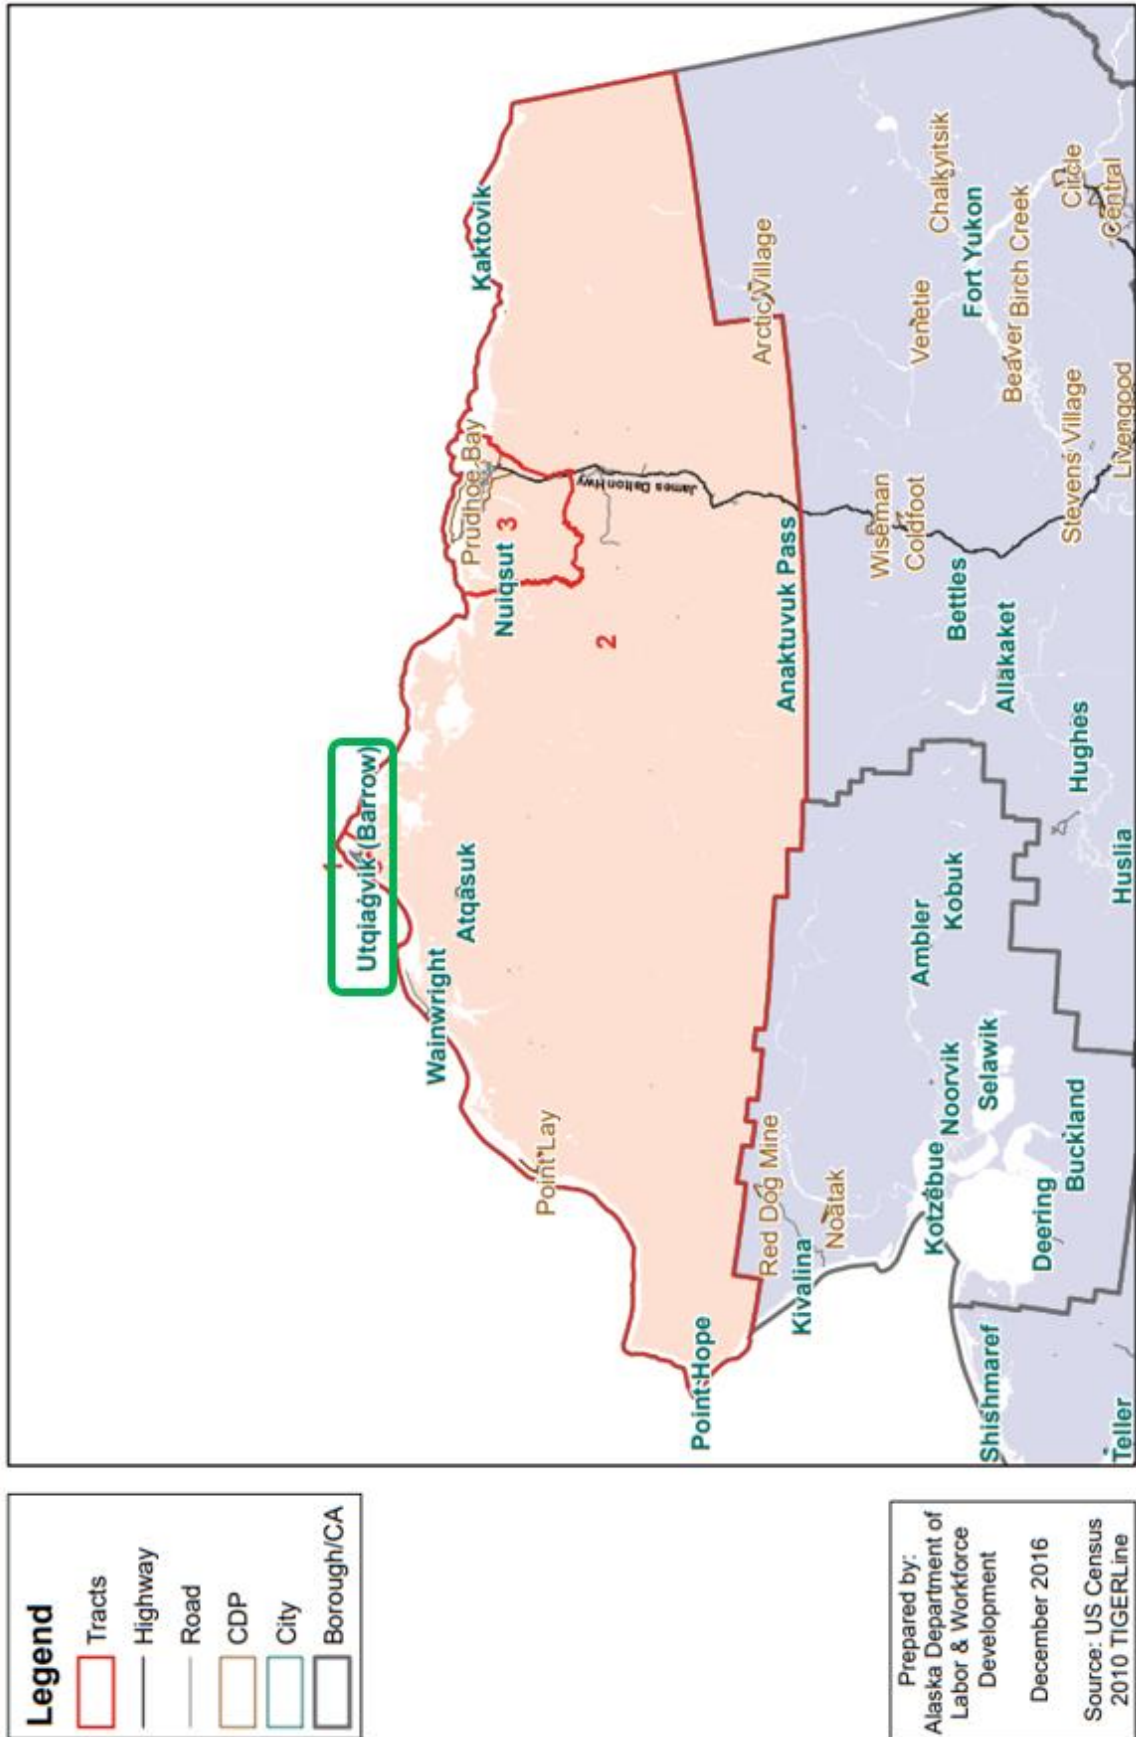 Legend
Tracts
Highway
Road
CDP
City
Borough/CA
Prepared by:
Alaska Department of
Labor & Workforce
Development
December 2016
Source: US Census
2010 TIGERLine
1
Utqiaġvik (Barrow)
Wainwright
Atqasuk
Point Lay
Point Hope
Kaktovik
Prudhoe Bay
3
Nuiqsut
2
James Dalton Hwy
Anaktuvuk Pass
Arctic Village
Red Dog Mine
Kivalina
Noatak
Wiseman
Coldfoot
Chalkyitsik
Venetie
Fort Yukon
Bettles
Allakaket
Beaver
Birch Creek
Circle
Central
Stevens Village
Livengood
Hughes
Huslia
Ambler
Kobuk
Kotzebue
Noorvik
Selawik
Deering
Buckland
Shishmaref
Teller